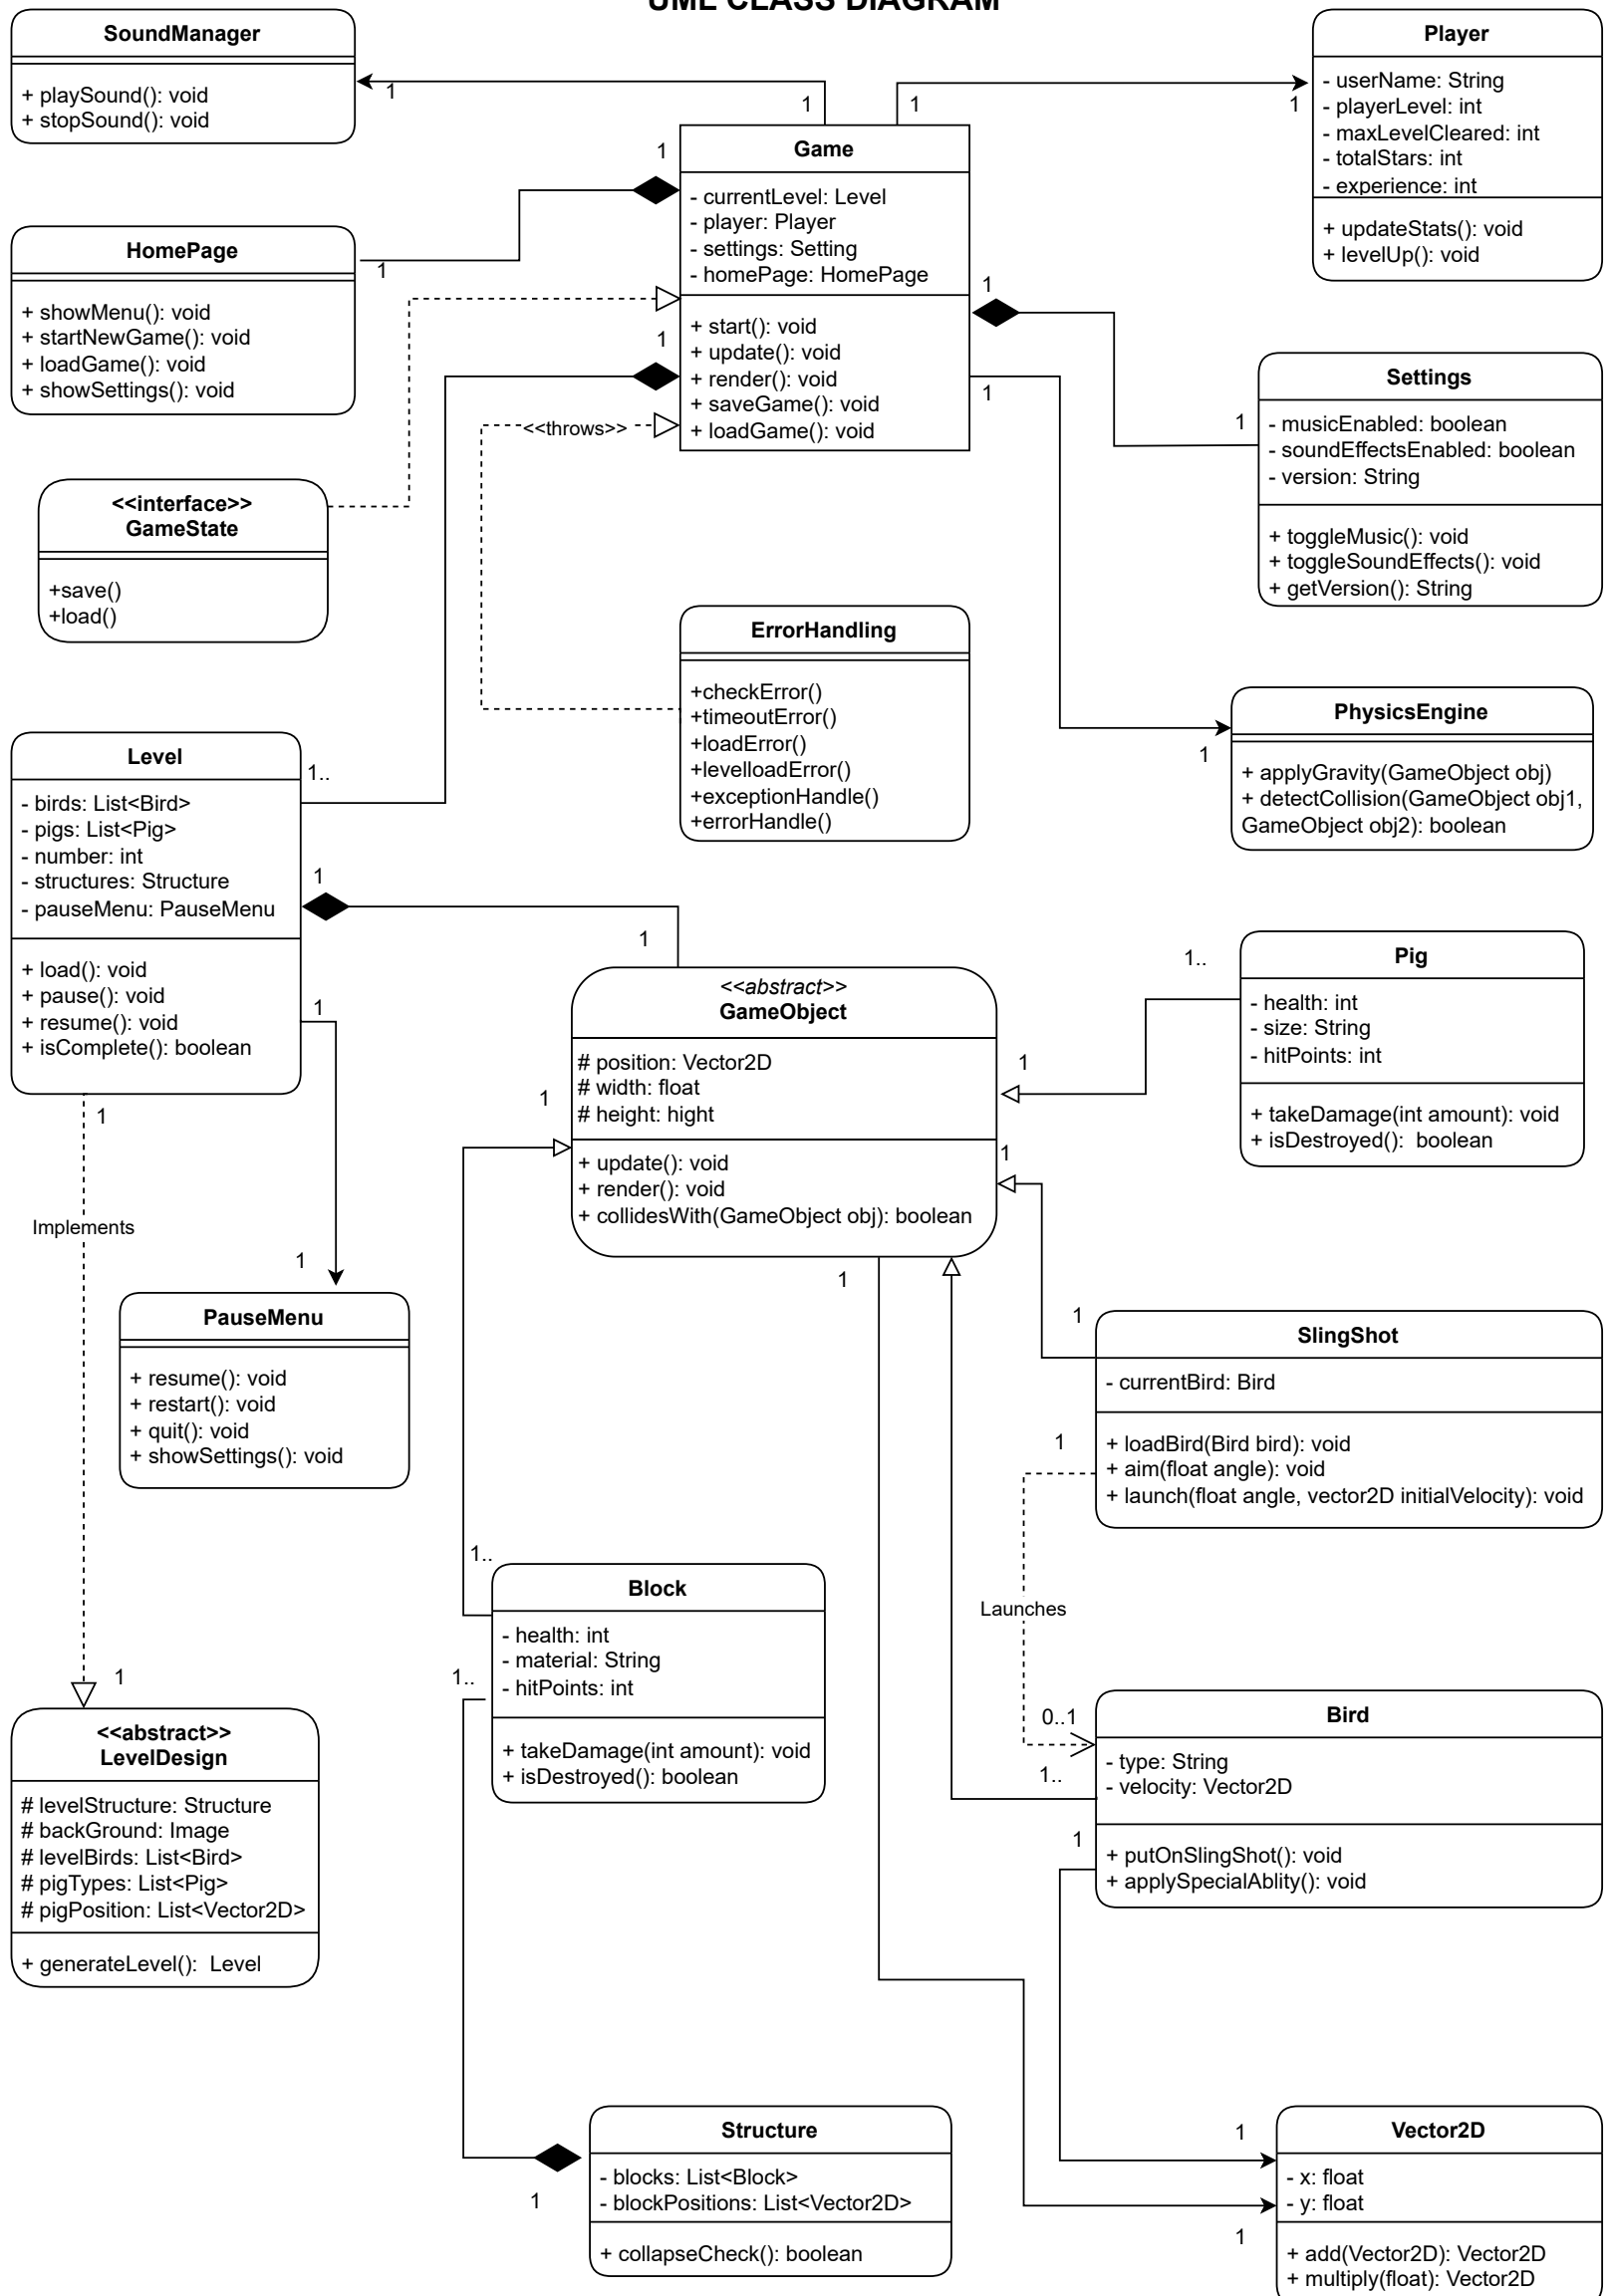 UML CLASS DIAGRAM
SoundManager
+ playSound(): void
+ stopSound(): void
1
1
1
1
Player
- userName: String
- playerLevel: int
- maxLevelCleared: int
- totalStars: int
- experience: int
+ updateStats(): void
+ levelUp(): void
Game
- currentLevel: Level
- player: Player
- settings: Setting
- homePage: HomePage
+ start(): void
+ update(): void
+ render(): void
+ saveGame(): void
+ loadGame(): void
1
1
1
1
1
HomePage
+ showMenu(): void
+ startNewGame(): void
+ loadGame(): void
+ showSettings(): void
1
Settings
- musicEnabled: boolean
- soundEffectsEnabled: boolean
- version: String
+ toggleMusic(): void
+ toggleSoundEffects(): void
+ getVersion(): String
<<throws>>
<<interface>>
GameState
+save()
+load()
ErrorHandling
+checkError()
+timeoutError()
+loadError()
+levelloadError()
+exceptionHandle()
+errorHandle()
1
PhysicsEngine
+ applyGravity(GameObject obj)
+ detectCollision(GameObject obj1,
GameObject obj2): boolean
Level
- birds: List<Bird>
- pigs: List<Pig>
- number: int
- structures: Structure
- pauseMenu: PauseMenu
+ load(): void
+ pause(): void
+ resume(): void
+ isComplete(): boolean
1..
1
1
1
1
<<abstract>>
GameObject
# position: Vector2D
# width: float
# height: hight
+ update(): void
+ render(): void
+ collidesWith(GameObject obj): boolean
1
1
1
1
1..
Pig
- health: int
- size: String
- hitPoints: int
+ takeDamage(int amount): void
+ isDestroyed():  boolean
Implements
1
PauseMenu
+ resume(): void
+ restart(): void
+ quit(): void
+ showSettings(): void
1
SlingShot
- currentBird: Bird
+ loadBird(Bird bird): void
+ aim(float angle): void
+ launch(float angle, vector2D initialVelocity): void
1
Launches
1..
Block
- health: int
- material: String
- hitPoints: int
+ takeDamage(int amount): void
+ isDestroyed(): boolean
1..
1
<<abstract>>
LevelDesign
# levelStructure: Structure
# backGround: Image
# levelBirds: List<Bird>
# pigTypes: List<Pig>
# pigPosition: List<Vector2D>
+ generateLevel():  Level
0..1
1..
1
Bird
- type: String
- velocity: Vector2D
+ putOnSlingShot(): void
+ applySpecialAblity(): void
1
Structure
- blocks: List<Block>
- blockPositions: List<Vector2D>
+ collapseCheck(): boolean
1
1
Vector2D
- x: float
- y: float
+ add(Vector2D): Vector2D
+ multiply(float): Vector2D